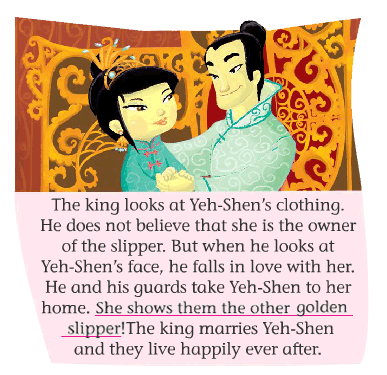 The king looks at Yeh-Shen's clothing.
He does not believe that she is the owner
of the slipper. But when he looks at
Yeh-Shen's face, he falls in love with her.
He and his guards take Yeh-Shen to her
home. She shows them the other golden
slipper!The king marries Yeh-Shen
and they live happily ever after.